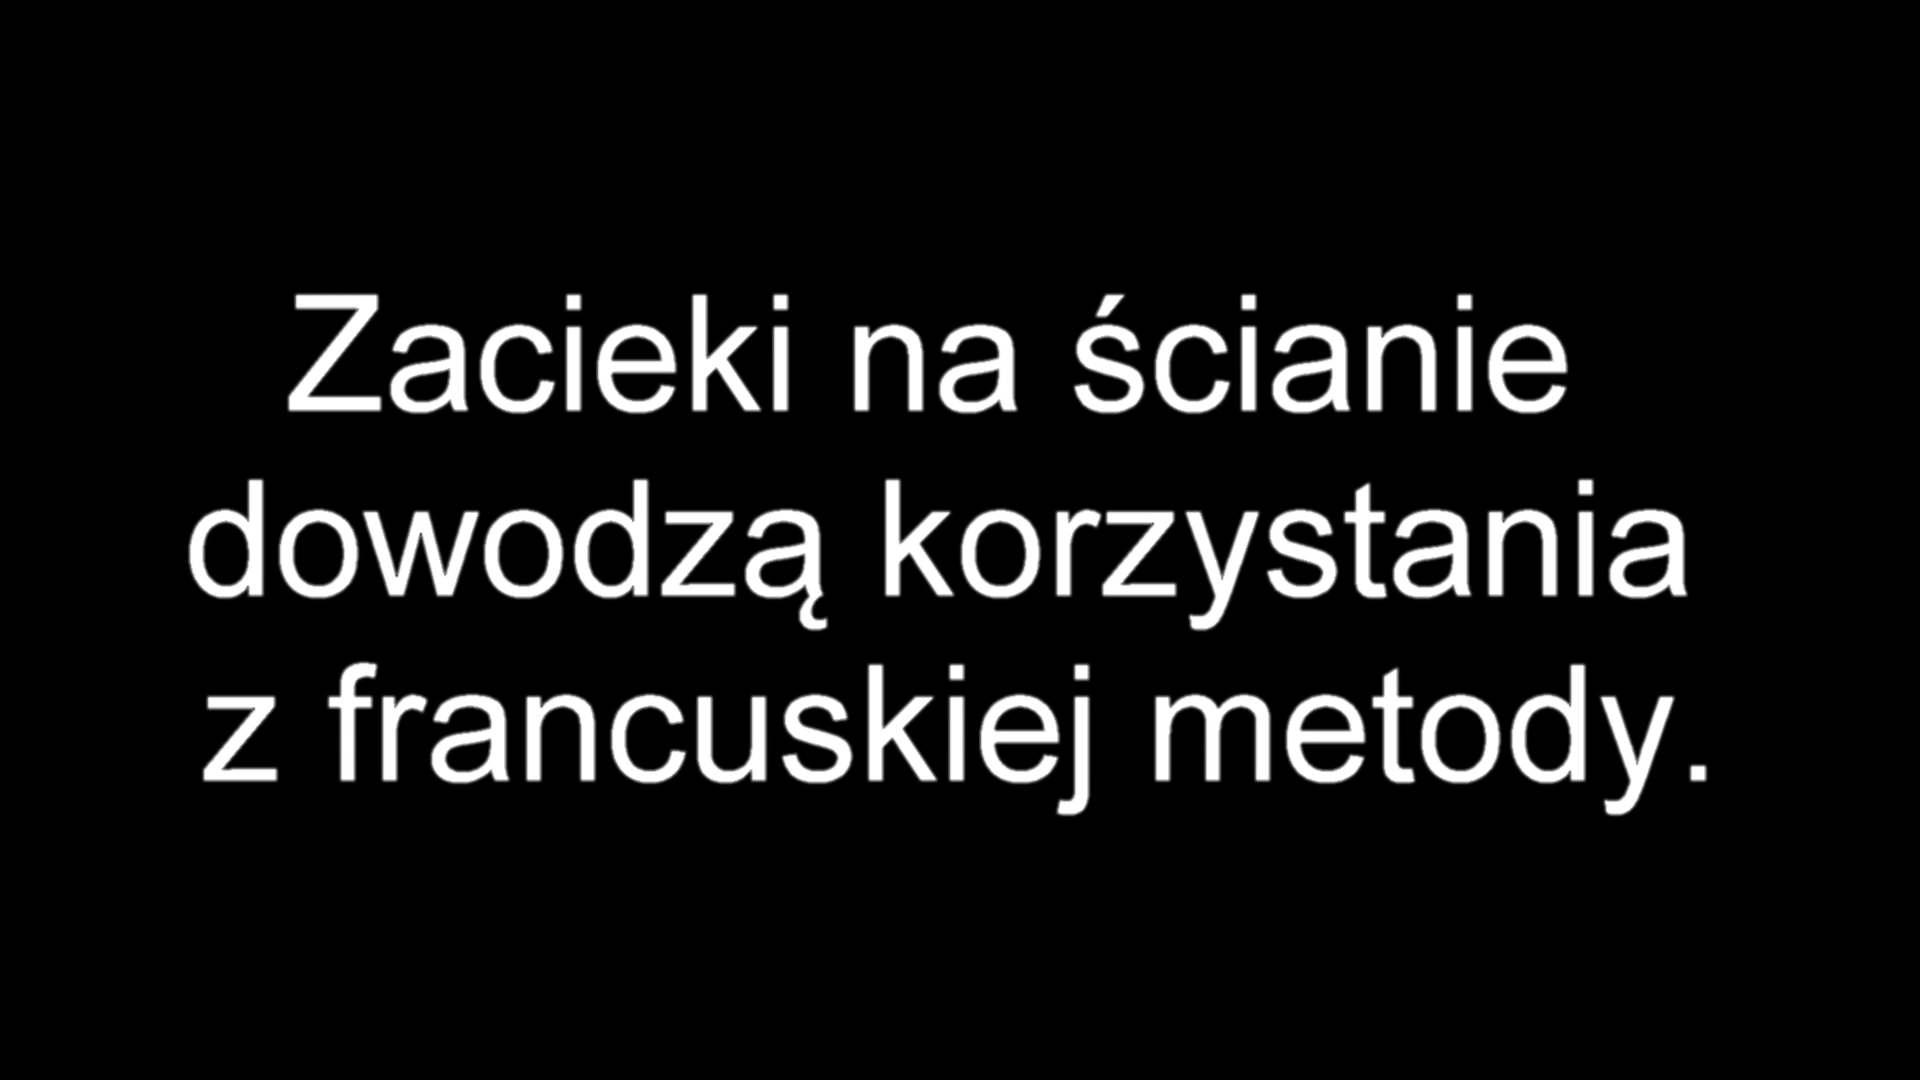 Zacieki na ścianie
dowodzą korzystania
z francuskiej metody.